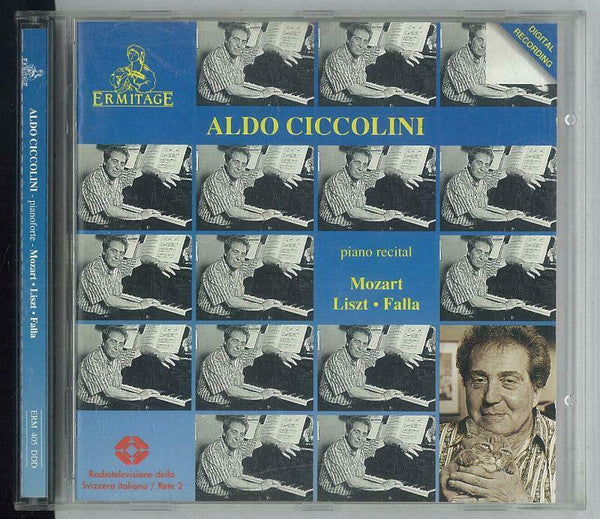 ERMITAGE
DIGITAL
RECORDING
ALDO CICCOLINI
piano recital
Mozart
Liszt • Falla
Radiotelevisione della
Svizzera italiana / Rete 2
ALDO CICCOLINI - pianoforte - Mozart • Liszt • Falla
ERM 405 DDD